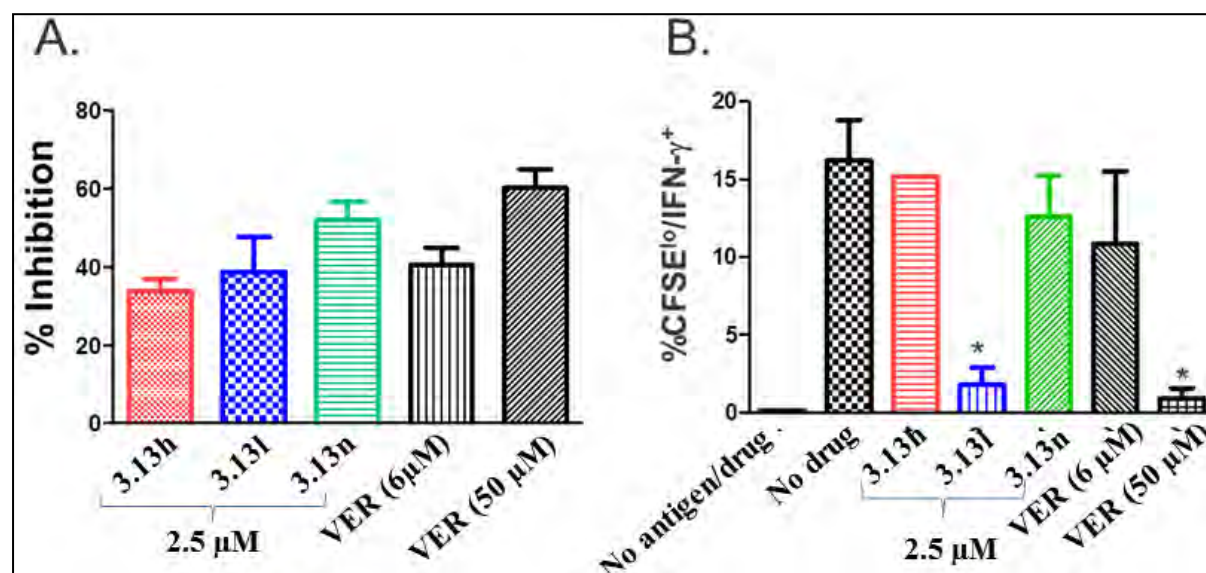 A.
% Inhibition
80
60
40
20
0
3.13h
3.13l
3.13n
VER (6µM)
VER (50 µM)
2.5 µM
B.
%CFSE^lo/IFN-γ^+
20
15
10
5
0
*
*
No antigen/drug
No drug
3.13h
3.13l
3.13n
VER (6 µM)
VER (50 µM)
2.5 µM